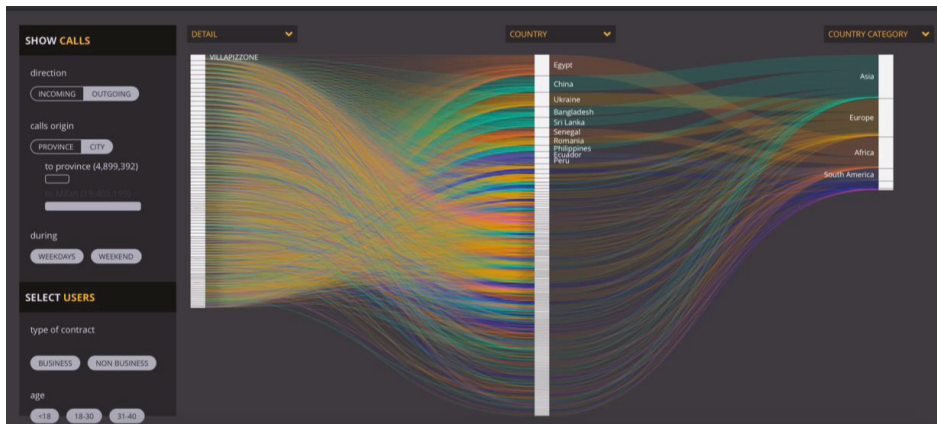 SHOW CALLS
direction
INCOMING OUTGOING
calls origin
PROVINCE CITY
to province (4,899,392)
during
WEEKDAYS WEEKEND
SELECT USERS
type of contract
BUSINESS NON BUSINESS
age
<18 18-30 31-40
DETAIL
VILLAPIZZONE
COUNTRY
Egypt
China
Ukraine
Bangladesh
Sri Lanka
Senegal
Romania
Philippines
Ecuador
Peru
COUNTRY CATEGORY
Asia
Europe
Africa
South America